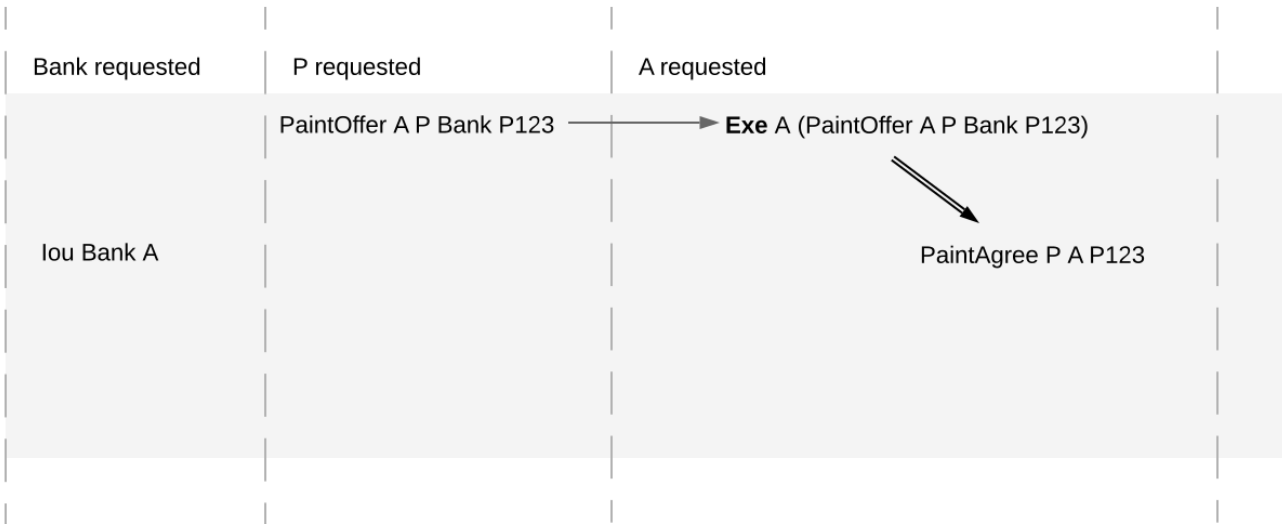 Bank requested
P requested
A requested
PaintOffer A P Bank P123
Exe A (PaintOffer A P Bank P123)
Iou Bank A
PaintAgree P A P123